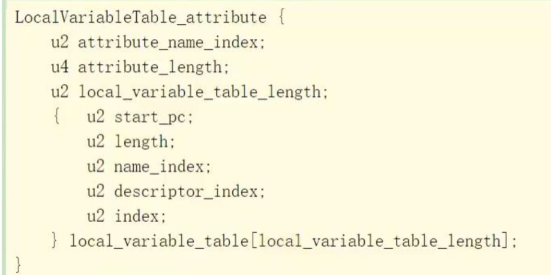 LocalVariableTable_attribute {
    u2 attribute_name_index;
    u4 attribute_length;
    u2 local_variable_table_length;
    {   u2 start_pc;
        u2 length;
        u2 name_index;
        u2 descriptor_index;
        u2 index;
    } local_variable_table[local_variable_table_length];
}